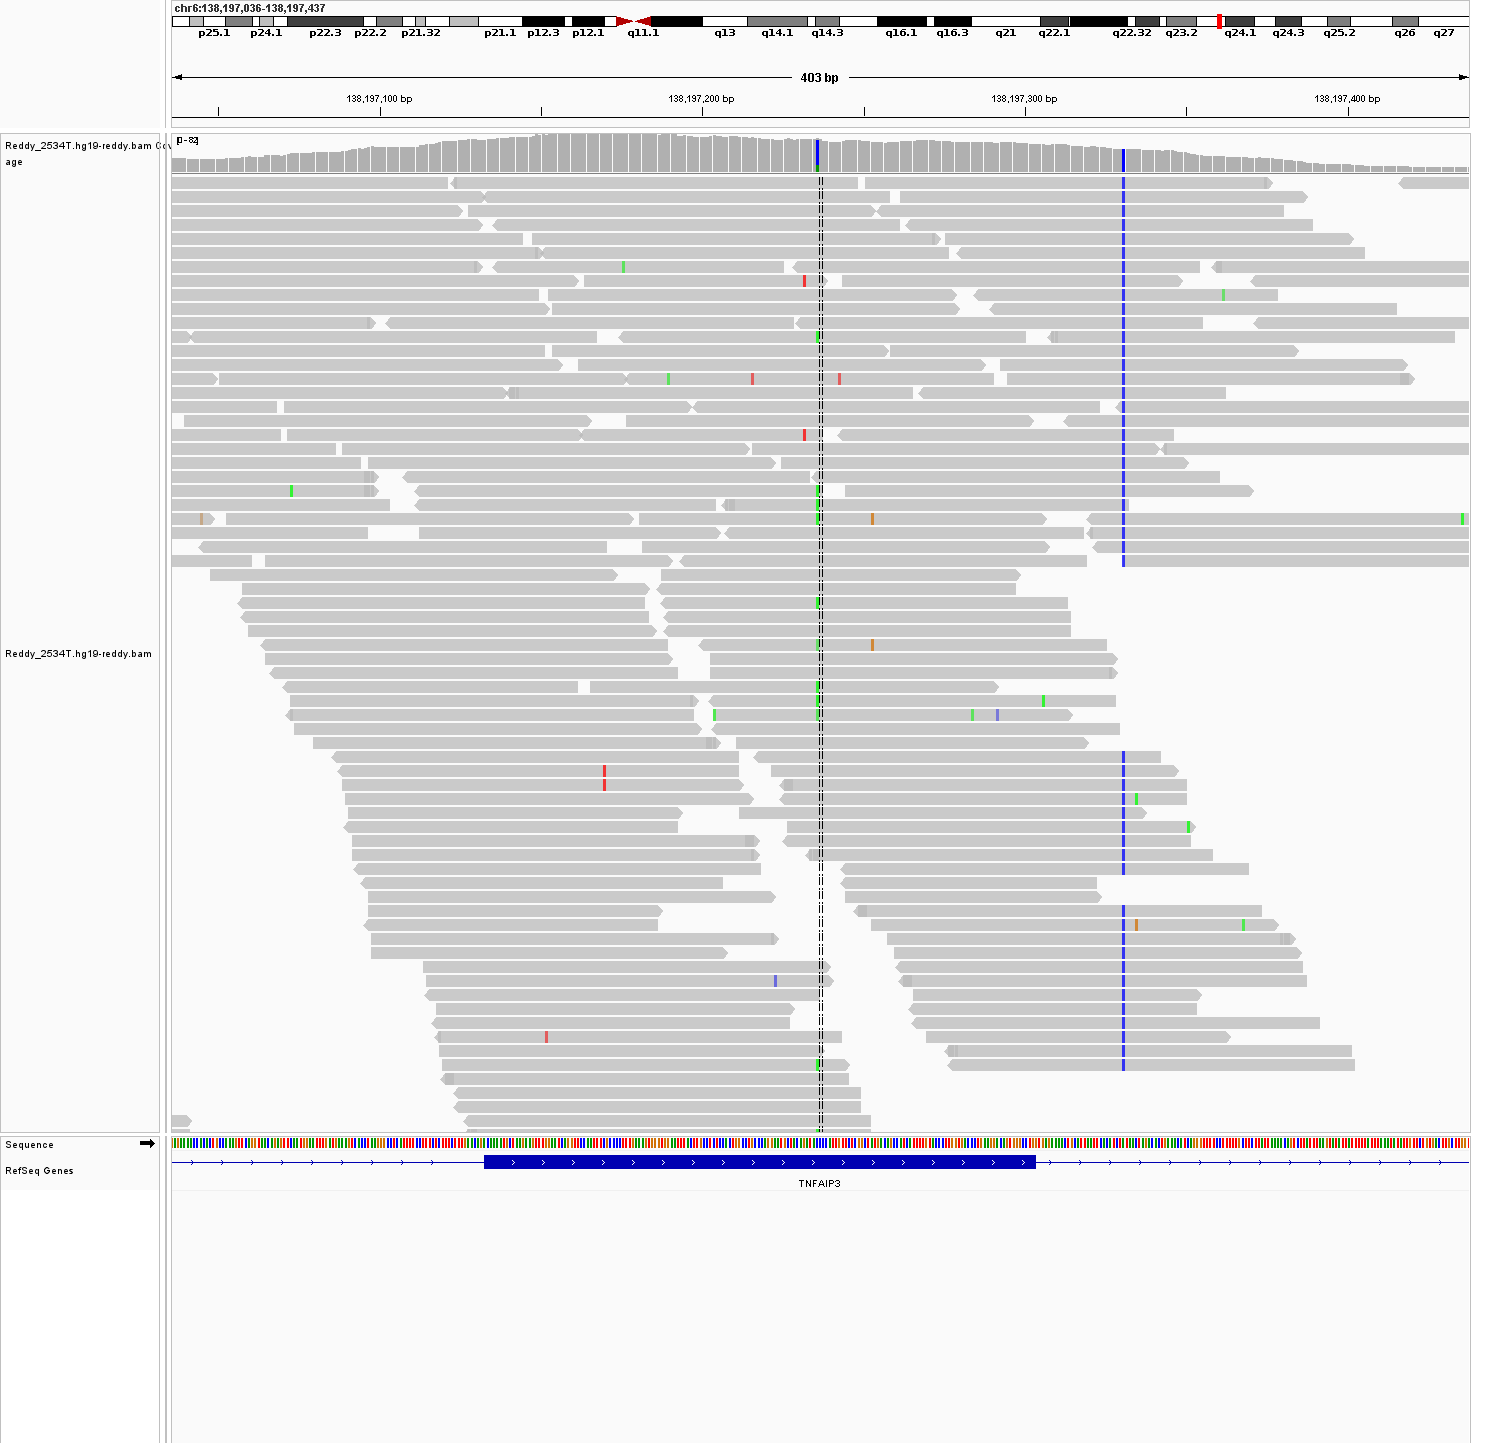 chr6:138,197,036-138,197,437
p25.1 p24.1 p22.3 p22.2 p21.32 p21.1 p12.3 p12.1 q11.1 q13 q14.1 q14.3 q16.1 q16.3 q21 q22.1 q22.32 q23.2 q24.1 q24.3 q25.2 q26 q27
403 bp
138,197,100 bp 138,197,200 bp 138,197,300 bp 138,197,400 bp
[0-82]
Reddy_2534T.hg19-reddy.bam Cov
age
Reddy_2534T.hg19-reddy.bam
Sequence
RefSeq Genes
TNFAIP3